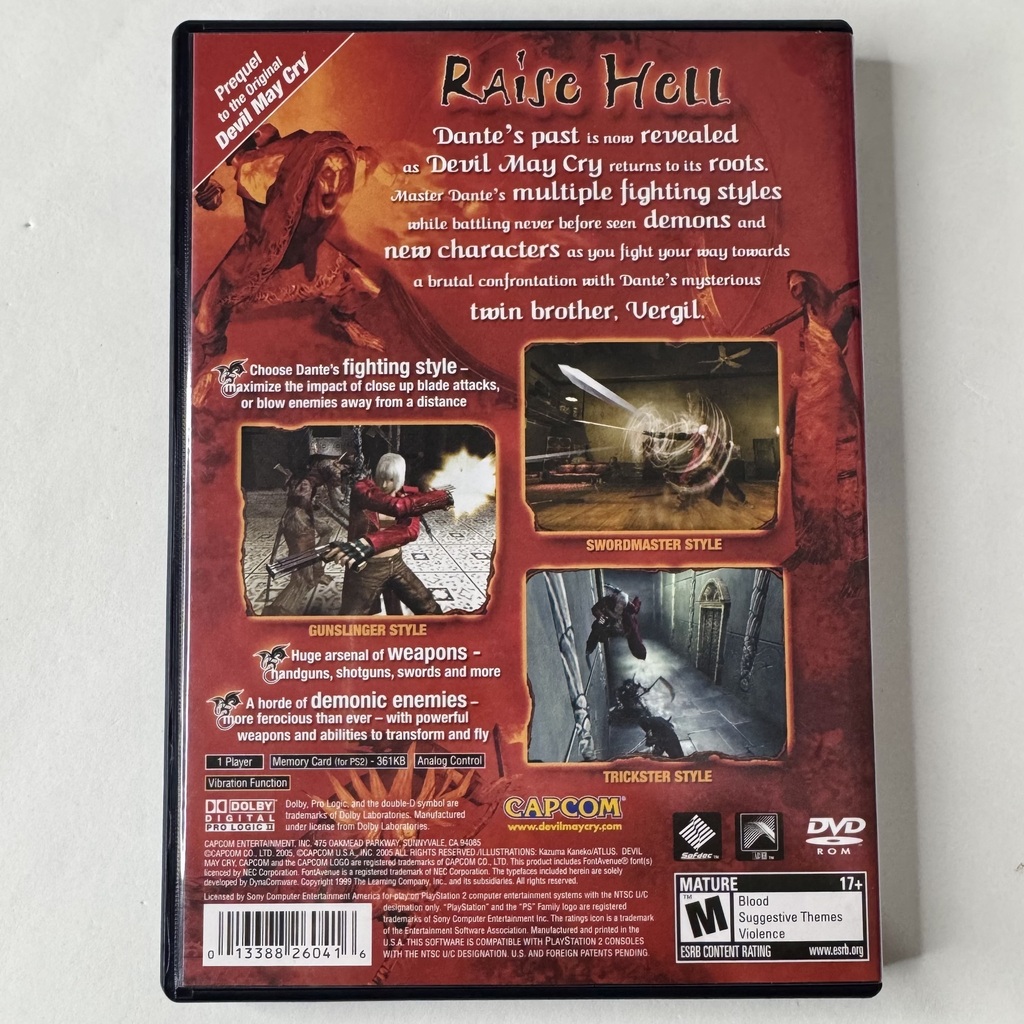 Prequel
to the Original
Devil May Cry
Raise Hell
Dante's past is now revealed
as Devil May Cry returns to its roots.
Master Dante's multiple fighting styles
while battling never before seen demons and
new characters as you fight your way towards
a brutal confrontation with Dante's mysterious
twin brother, Vergil.
Choose Dante's fighting style –
maximize the impact of close up blade attacks,
or blow enemies away from a distance
SWORDMASTER STYLE
GUNSLINGER STYLE
Huge arsenal of weapons –
handguns, shotguns, swords and more
A horde of demonic enemies –
more ferocious than ever – with powerful
weapons and abilities to transform and fly
TRICKSTER STYLE
1 Player
Memory Card (for PS2) - 361KB
Analog Control
Vibration Function
DOLBY
DIGITAL
PRO LOGIC II
Dolby, Pro Logic, and the double-D symbol are
trademarks of Dolby Laboratories. Manufactured
under license from Dolby Laboratories.
CAPCOM®
www.devilmaycry.com
Sofdec ™
DVD
ROM
CAPCOM ENTERTAINMENT, INC. 475 OAKMEAD PARKWAY, SUNNYVALE, CA 94085
©CAPCOM CO., LTD. 2005, ©CAPCOM U.S.A., INC. 2005 ALL RIGHTS RESERVED./ILLUSTRATIONS: Kazuma Kaneko/ATLUS. DEVIL
MAY CRY, CAPCOM and the CAPCOM LOGO are registered trademarks of CAPCOM CO., LTD. This product includes FontAvenue® font(s)
licenced by NEC Corporation. FontAvenue is a registered trademark of NEC Corporation. The typefaces included herein are solely
developed by DynaComware. Copyright 1999 The Learning Company, Inc., and its subsidiaries. All rights reserved.
Licensed by Sony Computer Entertainment America for play on PlayStation 2 computer entertainment systems with the NTSC U/C
designation only. "PlayStation" and the "PS" Family logo are registered
trademarks of Sony Computer Entertainment Inc. The ratings icon is a trademark
of the Entertainment Software Association. Manufactured and printed in the
U.S.A. THIS SOFTWARE IS COMPATIBLE WITH PLAYSTATION 2 CONSOLES
WITH THE NTSC U/C DESIGNATION. U.S. AND FOREIGN PATENTS PENDING.
0 13388 26041 6
MATURE 17+
M
™
Blood
Suggestive Themes
Violence
ESRB CONTENT RATING www.esrb.org